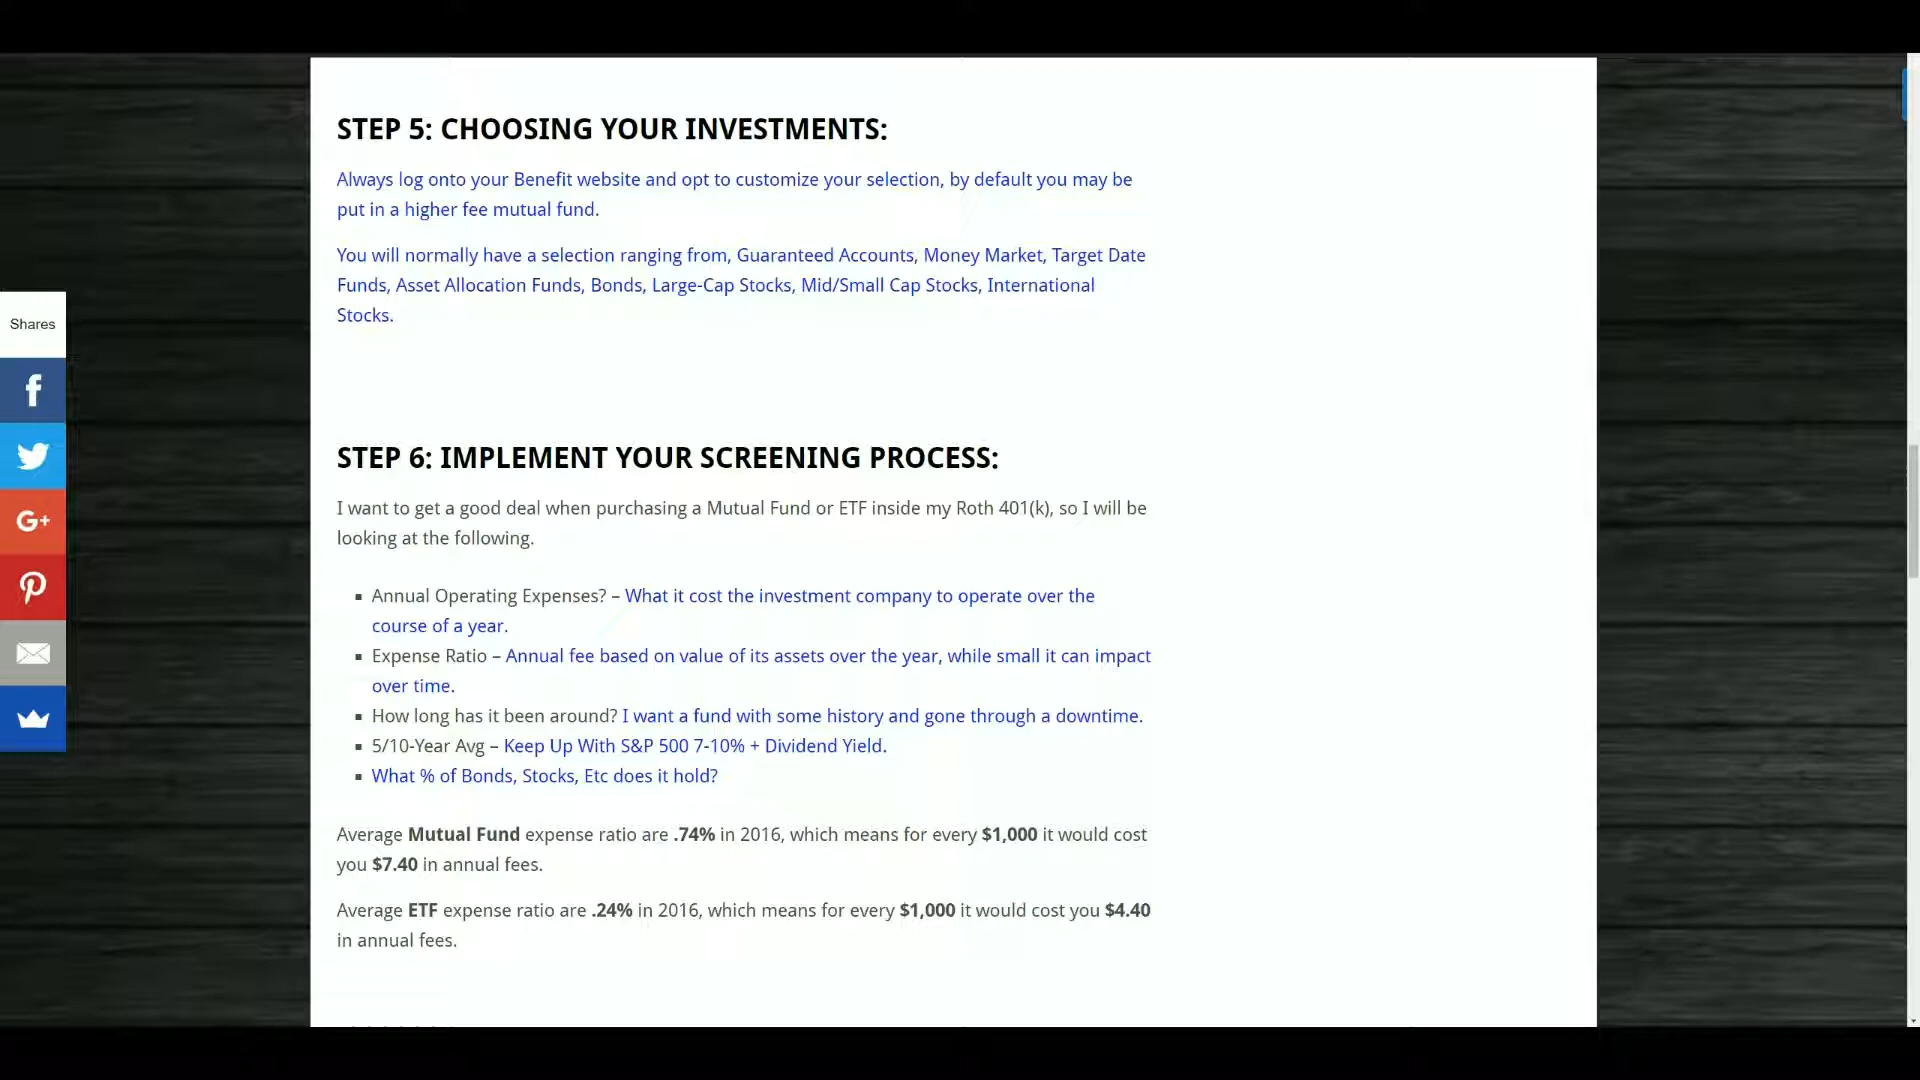 STEP 5: CHOOSING YOUR INVESTMENTS:
Always log onto your Benefit website and opt to customize your selection, by default you may be
put in a higher fee mutual fund.
You will normally have a selection ranging from, Guaranteed Accounts, Money Market, Target Date
Funds, Asset Allocation Funds, Bonds, Large-Cap Stocks, Mid/Small Cap Stocks, International
Stocks.
Shares
STEP 6: IMPLEMENT YOUR SCREENING PROCESS:
I want to get a good deal when purchasing a Mutual Fund or ETF inside my Roth 401(k), so I will be
looking at the following.
Annual Operating Expenses? – What it cost the investment company to operate over the
course of a year.
Expense Ratio – Annual fee based on value of its assets over the year, while small it can impact
over time.
How long has it been around? I want a fund with some history and gone through a downtime.
5/10-Year Avg – Keep Up With S&P 500 7-10% + Dividend Yield.
What % of Bonds, Stocks, Etc does it hold?
Average Mutual Fund expense ratio are .74% in 2016, which means for every $1,000 it would cost
you $7.40 in annual fees.
Average ETF expense ratio are .24% in 2016, which means for every $1,000 it would cost you $4.40
in annual fees.